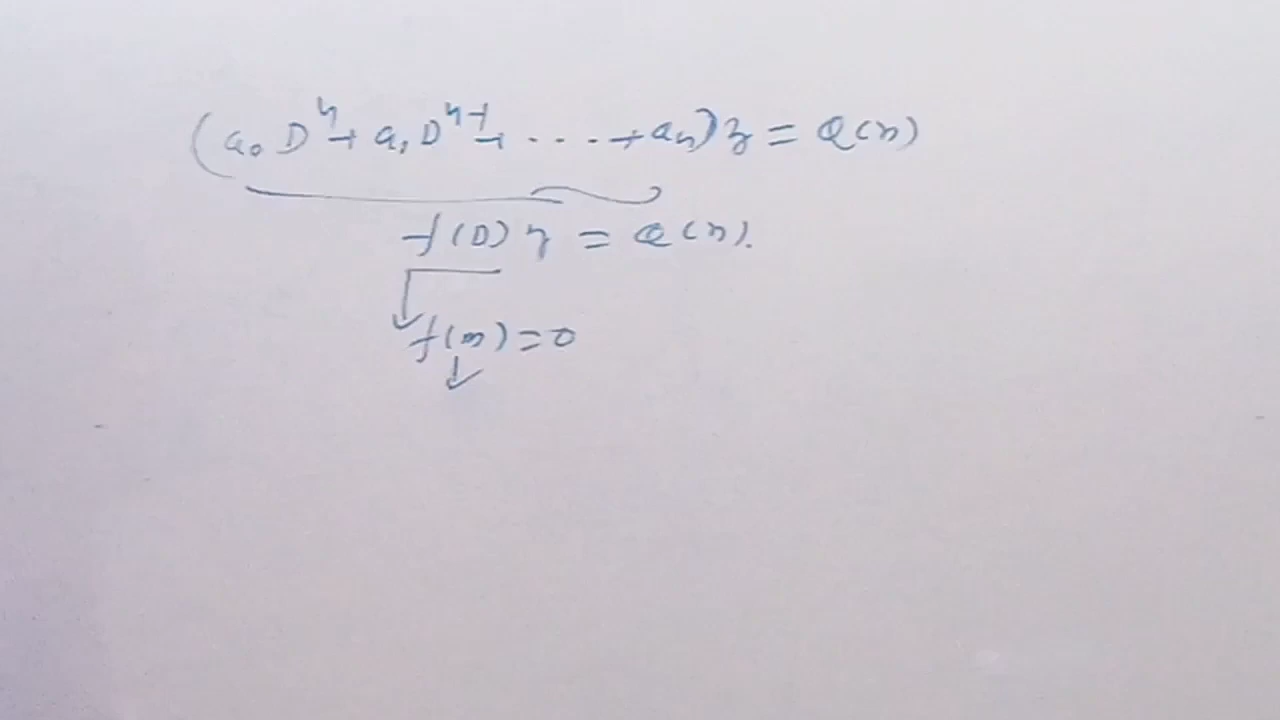 (a₀Dⁿ + a₁Dⁿ⁻¹ + .... + aₙ)y = Q(x)
f(D) y = Q(x).
f(m) = 0